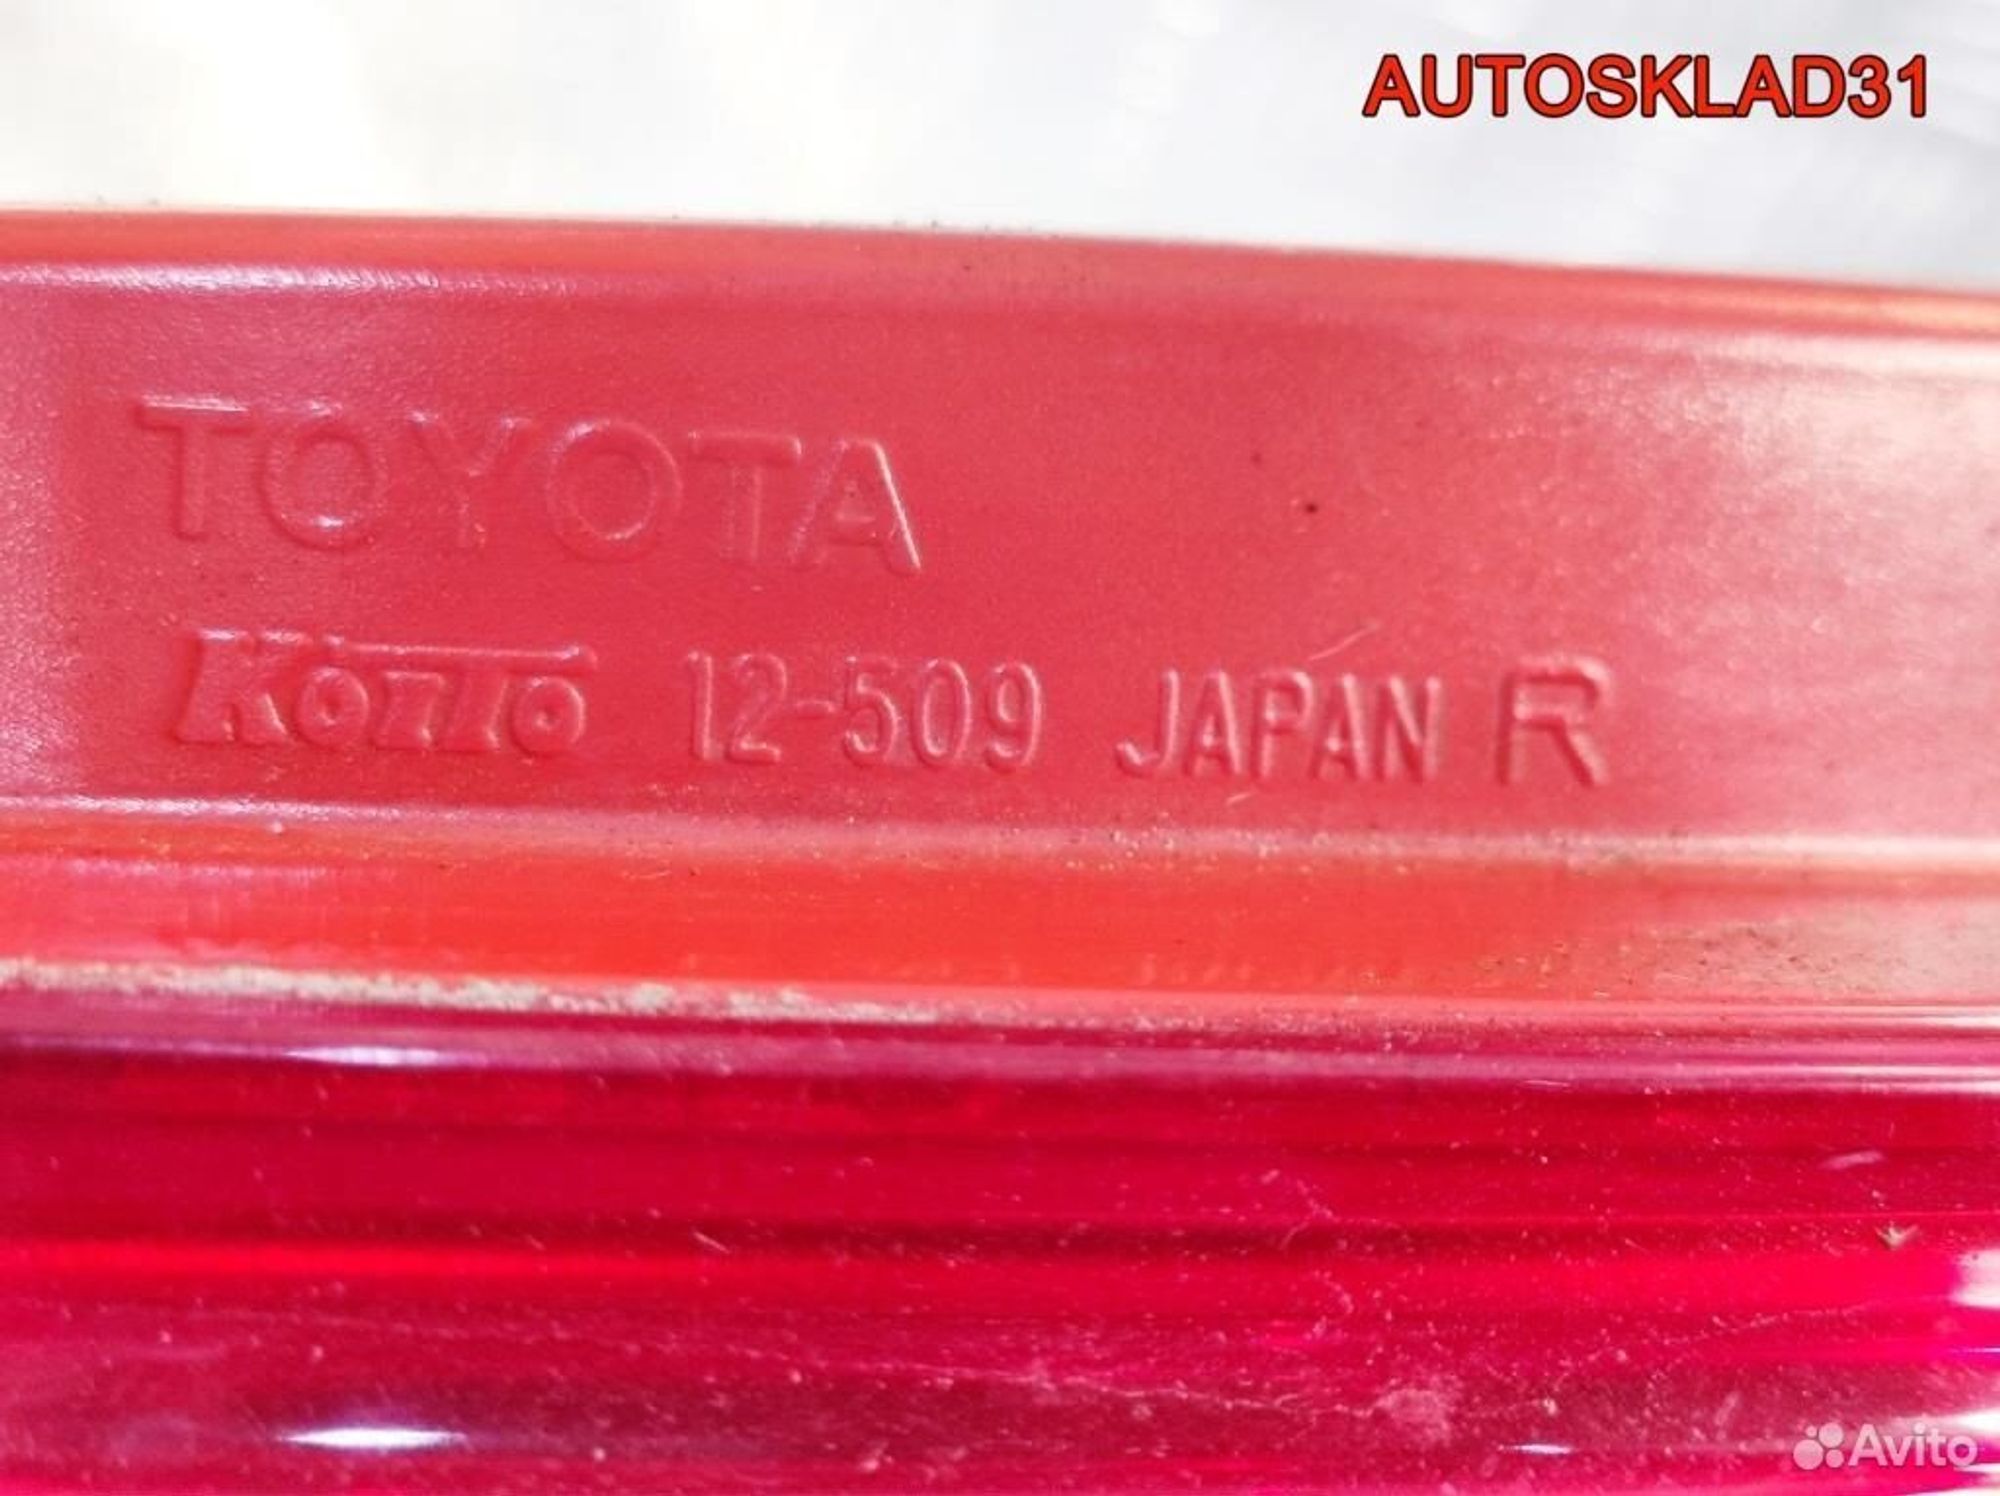 AUTOSKLAD31
TOYOTA
KOITO 12-509 JAPAN R
Avito